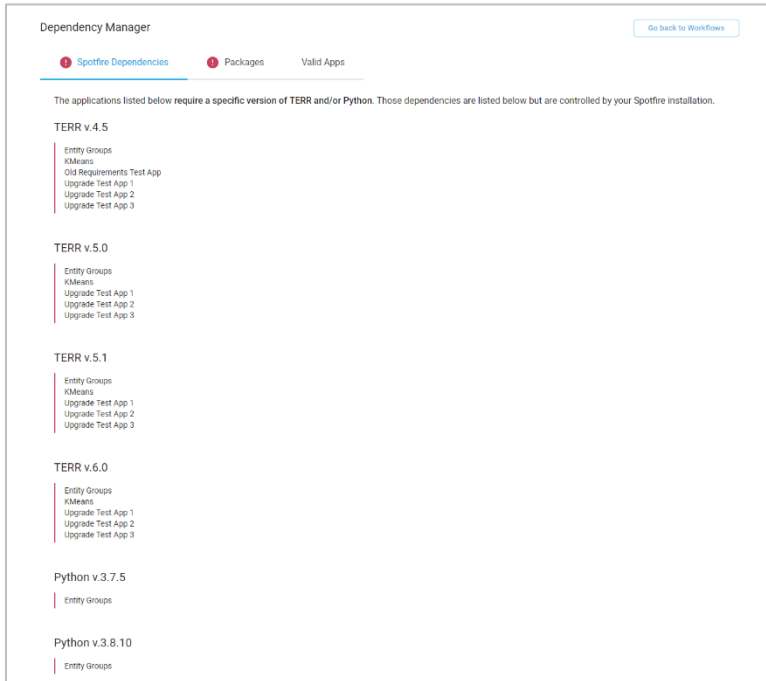 Dependency Manager
Go back to Workflows
! Spotfire Dependencies
! Packages
Valid Apps
The applications listed below require a specific version of TERR and/or Python. Those dependencies are listed below but are controlled by your Spotfire installation.
TERR v.4.5
Entity Groups
KMeans
Old Requirements Test App
Upgrade Test App 1
Upgrade Test App 2
Upgrade Test App 3
TERR v.5.0
Entity Groups
KMeans
Upgrade Test App 1
Upgrade Test App 2
Upgrade Test App 3
TERR v.5.1
Entity Groups
KMeans
Upgrade Test App 1
Upgrade Test App 2
Upgrade Test App 3
TERR v.6.0
Entity Groups
KMeans
Upgrade Test App 1
Upgrade Test App 2
Upgrade Test App 3
Python v.3.7.5
Entity Groups
Python v.3.8.10
Entity Groups